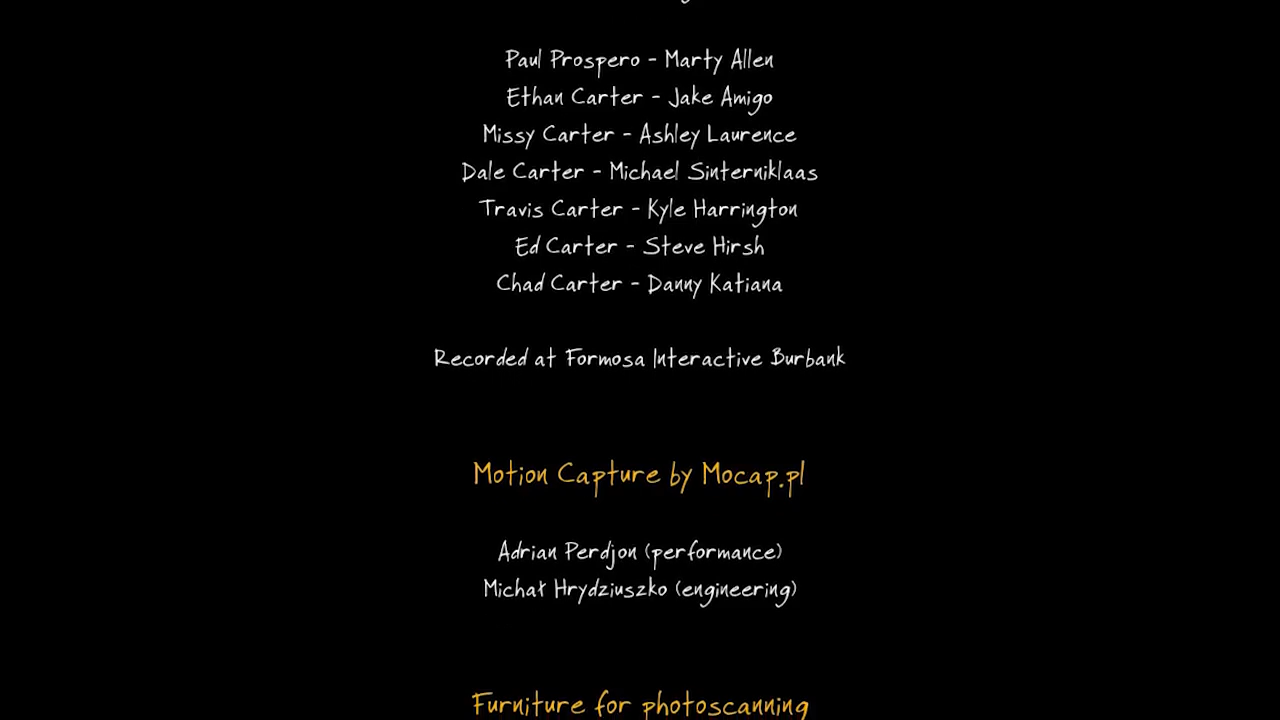 Paul Prospero - Marty Allen
Ethan Carter - Jake Amigo
Missy Carter - Ashley Laurence
Dale Carter - Michael Sinterniklaas
Travis Carter - Kyle Harrington
Ed Carter - Steve Hirsh
Chad Carter - Danny Katiana
Recorded at Formosa Interactive Burbank
Motion Capture by Mocap.pl
Adrian Perdjon (performance)
Michał Hrydziuszko (engineering)
Furniture for photoscanning